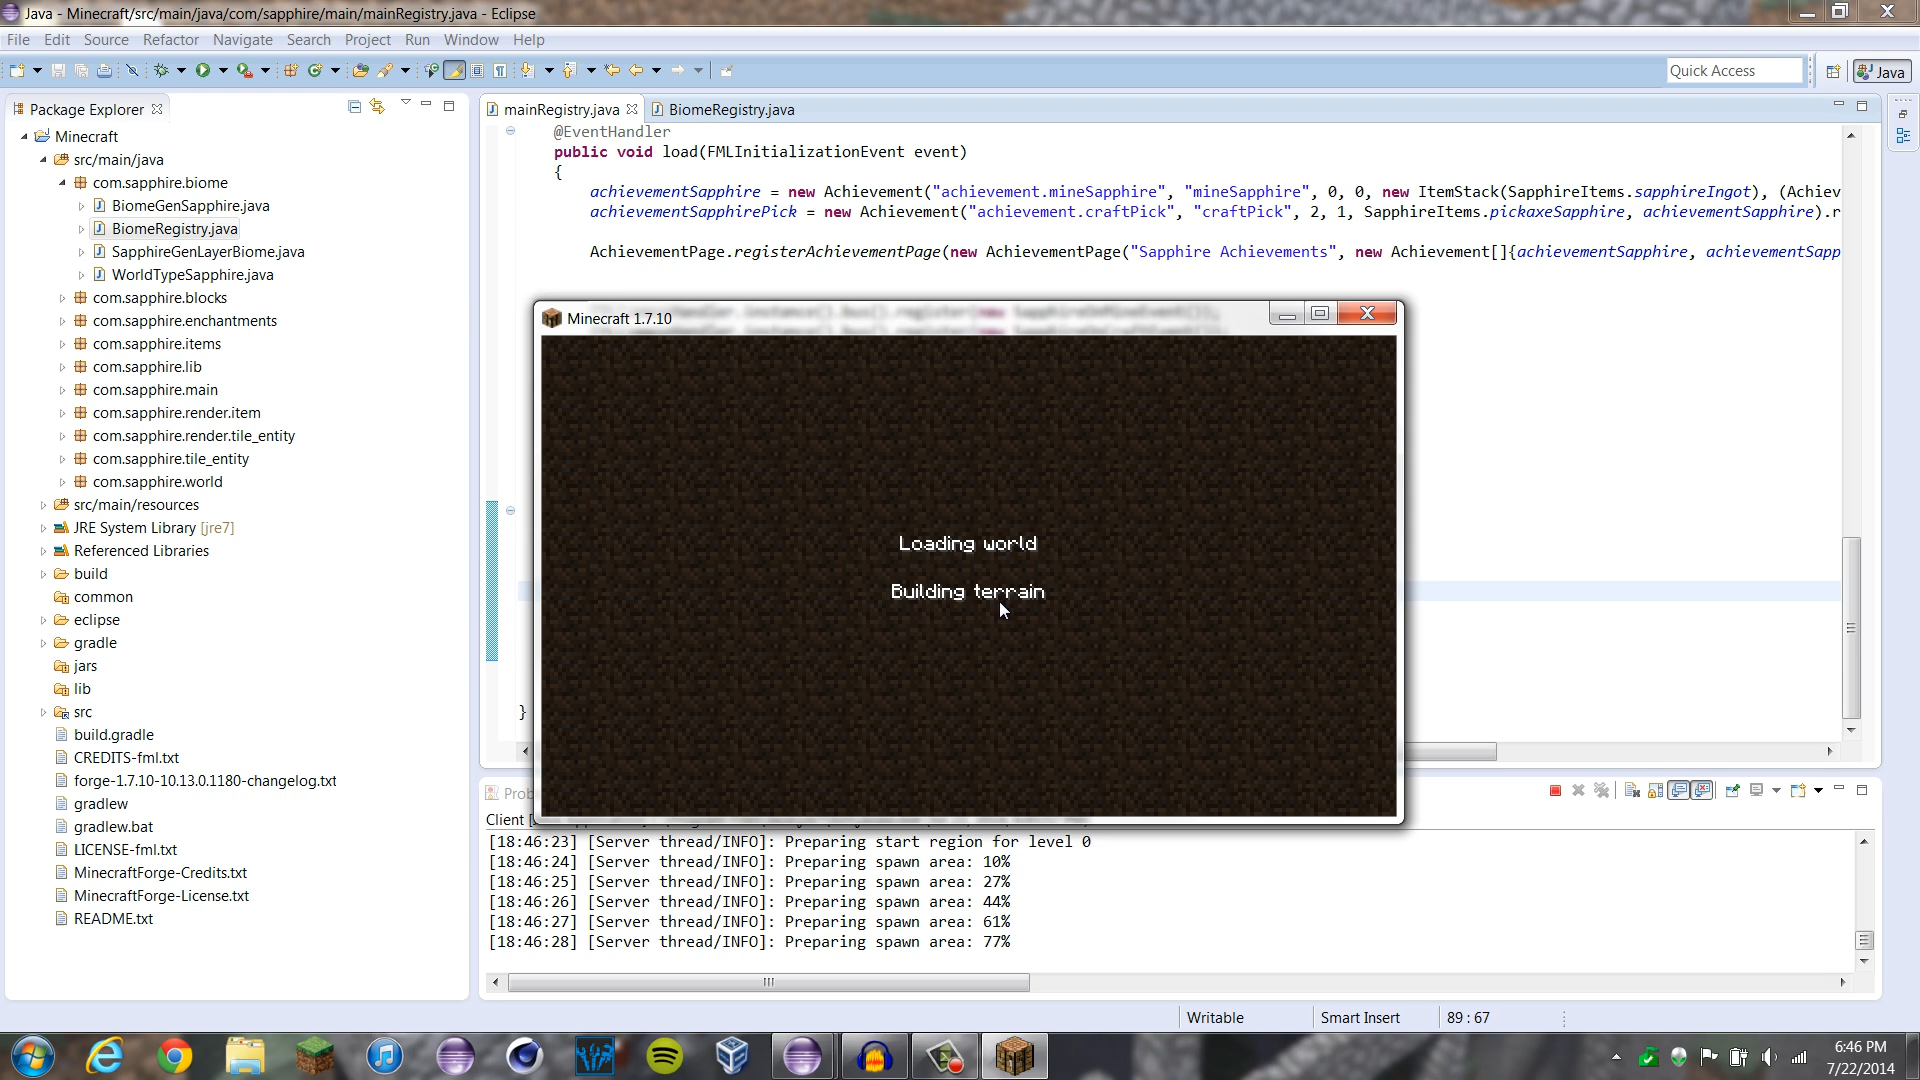 Java - Minecraft/src/main/java/com/sapphire/main/mainRegistry.java - Eclipse
File Edit Source Refactor Navigate Search Project Run Window Help
Quick Access
Java
Package Explorer
Minecraft
src/main/java
com.sapphire.biome
BiomeGenSapphire.java
BiomeRegistry.java
SapphireGenLayerBiome.java
WorldTypeSapphire.java
com.sapphire.blocks
com.sapphire.enchantments
com.sapphire.items
com.sapphire.lib
com.sapphire.main
com.sapphire.render.item
com.sapphire.render.tile_entity
com.sapphire.tile_entity
com.sapphire.world
src/main/resources
JRE System Library [jre7]
Referenced Libraries
build
common
eclipse
gradle
jars
lib
src
build.gradle
CREDITS-fml.txt
forge-1.7.10-10.13.0.1180-changelog.txt
gradlew
gradlew.bat
LICENSE-fml.txt
MinecraftForge-Credits.txt
MinecraftForge-License.txt
README.txt
mainRegistry.java
BiomeRegistry.java
@EventHandler
public void load(FMLInitializationEvent event)
{
achievementSapphire = new Achievement("achievement.mineSapphire", "mineSapphire", 0, 0, new ItemStack(SapphireItems.sapphireIngot), (Achiev
achievementSapphirePick = new Achievement("achievement.craftPick", "craftPick", 2, 1, SapphireItems.pickaxeSapphire, achievementSapphire).r
AchievementPage.registerAchievementPage(new AchievementPage("Sapphire Achievements", new Achievement[]{achievementSapphire, achievementSapp
}
Minecraft 1.7.10
Loading world
Building terrain
Client
[18:46:23] [Server thread/INFO]: Preparing start region for level 0
[18:46:24] [Server thread/INFO]: Preparing spawn area: 10%
[18:46:25] [Server thread/INFO]: Preparing spawn area: 27%
[18:46:26] [Server thread/INFO]: Preparing spawn area: 44%
[18:46:27] [Server thread/INFO]: Preparing spawn area: 61%
[18:46:28] [Server thread/INFO]: Preparing spawn area: 77%
Writable
Smart Insert
89 : 67
6:46 PM
7/22/2014